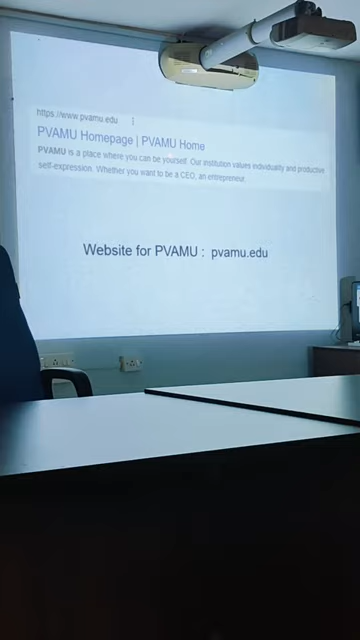 https://www.pvamu.edu
PVAMU Homepage | PVAMU Home
PVAMU is a place where you can be yourself. Our institution values individuality and productive
self-expression. Whether you want to be a CEO, an entrepreneur
Website for PVAMU : pvamu.edu